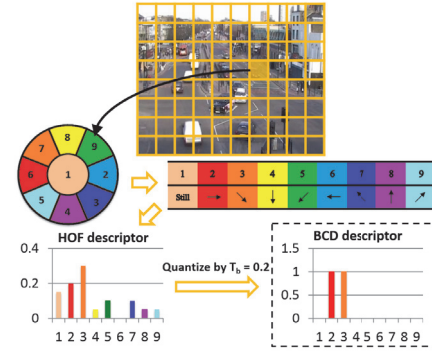 8
7 9
6 1 2
5 3
4
1 2 3 4 5 6 7 8 9
Still → ↘ ↓ ↙ ← ↖ ↑ ↗
HOF descriptor
0.4
0.2
0
1 2 3 4 5 6 7 8 9
Quantize by T_b = 0.2
BCD descriptor
1.5
1
0.5
0
1 2 3 4 5 6 7 8 9